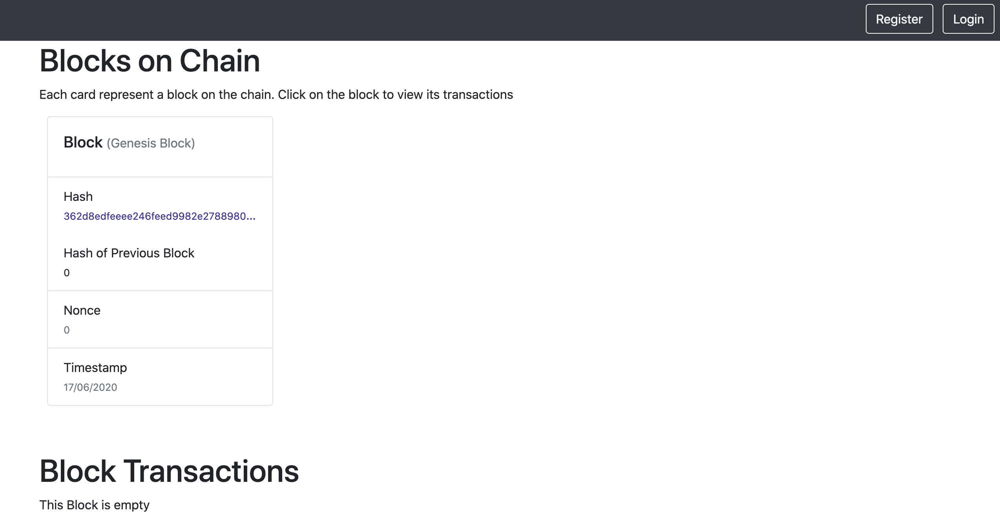 Register Login
Blocks on Chain
Each card represent a block on the chain. Click on the block to view its transactions
Block (Genesis Block)
Hash
362d8edfeeee246feed9982e2788980...
Hash of Previous Block
0
Nonce
0
Timestamp
17/06/2020
Block Transactions
This Block is empty